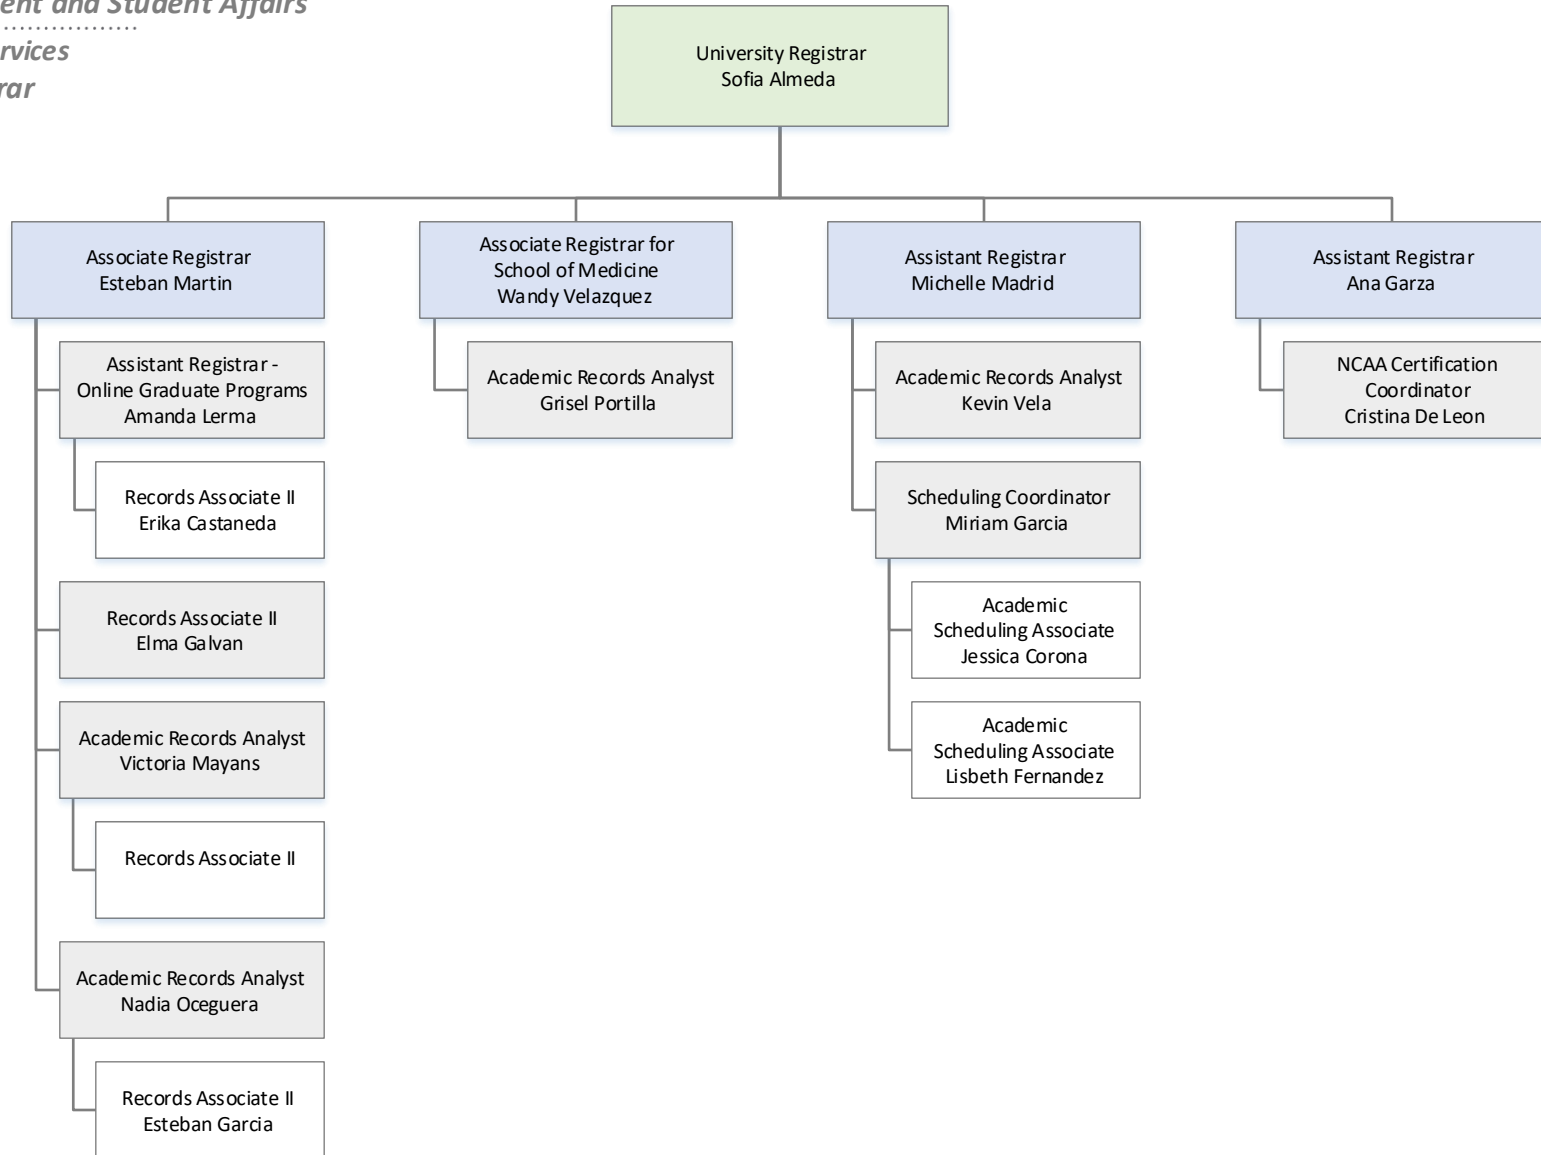 and Student Affairs
University Registrar
Sofia Almeda
Associate Registrar
Esteban Martin
Assistant Registrar -
Online Graduate Programs
Amanda Lerma
Records Associate II
Erika Castaneda
Records Associate II
Elma Galvan
Academic Records Analyst
Victoria Mayans
Records Associate II
Academic Records Analyst
Nadia Oceguera
Records Associate II
Esteban Garcia
Associate Registrar for
School of Medicine
Wandy Velazquez
Academic Records Analyst
Grisel Portilla
Assistant Registrar
Michelle Madrid
Academic Records Analyst
Kevin Vela
Scheduling Coordinator
Miriam Garcia
Academic
Scheduling Associate
Jessica Corona
Academic
Scheduling Associate
Lisbeth Fernandez
Assistant Registrar
Ana Garza
NCAA Certification
Coordinator
Cristina De Leon